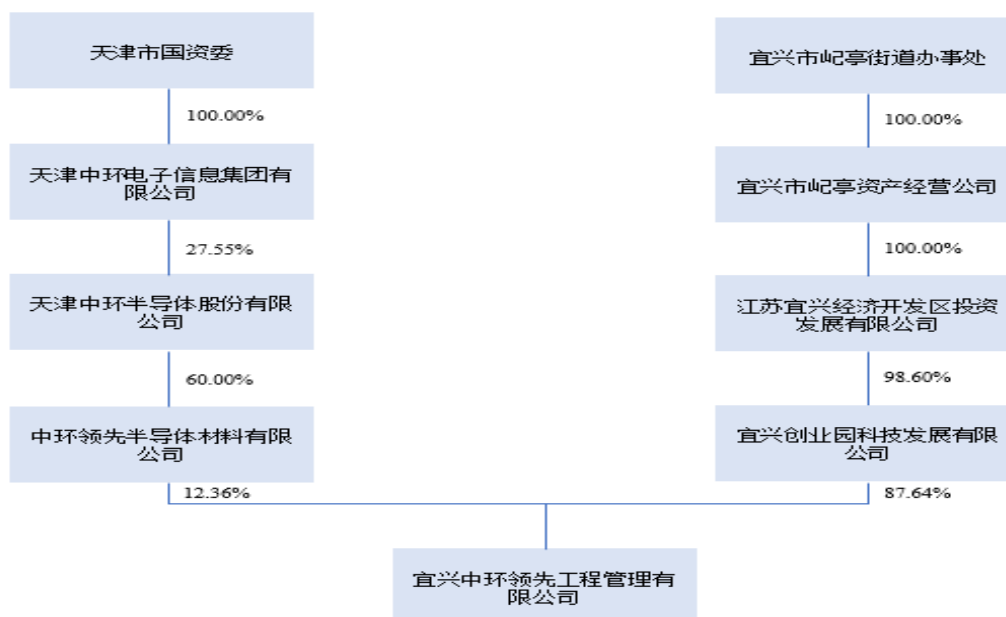 天津市国资委
100.00%
天津中环电子信息集团有
限公司
27.55%
天津中环半导体股份有限
公司
60.00%
中环领先半导体材料有限
公司
12.36%
宜兴市屺亭街道办事处
100.00%
宜兴市屺亭资产经营公司
100.00%
江苏宜兴经济开发区投资
发展有限公司
98.60%
宜兴创业园科技发展有限
公司
87.64%
宜兴中环领先工程管理有
限公司